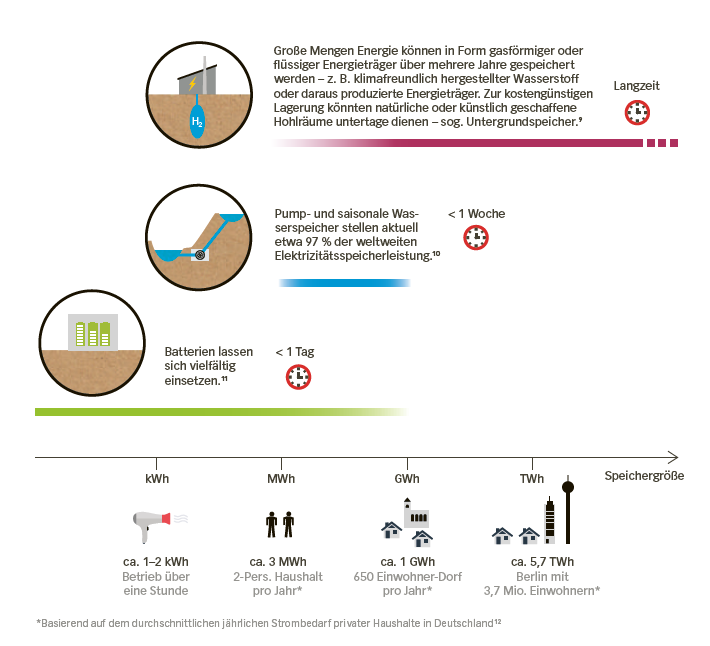 Große Mengen Energie können in Form gasförmiger oder
flüssiger Energieträger über mehrere Jahre gespeichert
werden – z. B. klimafreundlich hergestellter Wasserstoff
oder daraus produzierte Energieträger. Zur kostengünstigen
Lagerung könnten natürliche oder künstlich geschaffene
Hohlräume untertage dienen – sog. Untergrundspeicher.⁹
Langzeit
H₂
Pump- und saisonale Was-
serspeicher stellen aktuell
etwa 97 % der weltweiten
Elektrizitätsspeicherleistung.¹⁰
< 1 Woche
Batterien lassen
sich vielfältig
einsetzen.¹¹
< 1 Tag
kWh MWh GWh TWh Speichergröße
ca. 1–2 kWh
Betrieb über
eine Stunde
ca. 3 MWh
2-Pers. Haushalt
pro Jahr*
ca. 1 GWh
650 Einwohner-Dorf
pro Jahr*
ca. 5,7 TWh
Berlin mit
3,7 Mio. Einwohnern*
*Basierend auf dem durchschnittlichen jährlichen Strombedarf privater Haushalte in Deutschland¹²